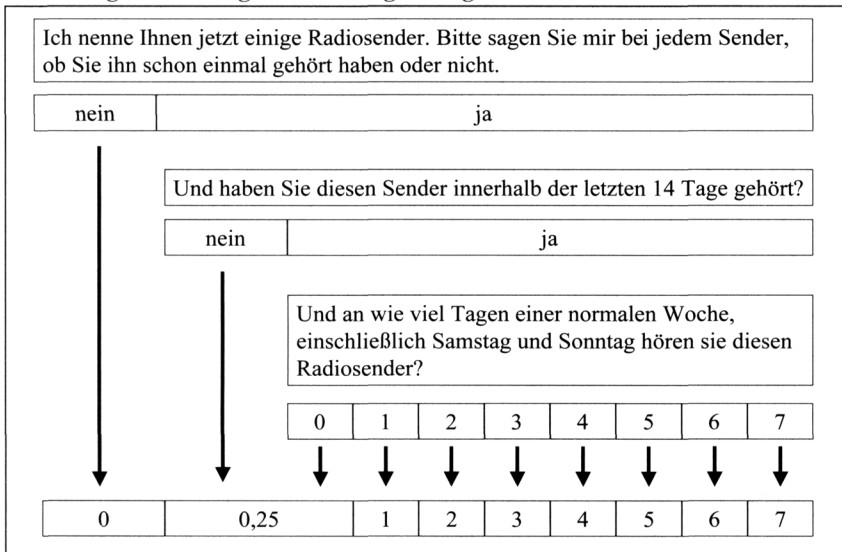 Ich nenne Ihnen jetzt einige Radiosender. Bitte sagen Sie mir bei jedem Sender,
ob Sie ihn schon einmal gehört haben oder nicht.
nein ja
Und haben Sie diesen Sender innerhalb der letzten 14 Tage gehört?
nein ja
Und an wie viel Tagen einer normalen Woche,
einschließlich Samstag und Sonntag hören sie diesen
Radiosender?
0 1 2 3 4 5 6 7
0 0,25 1 2 3 4 5 6 7